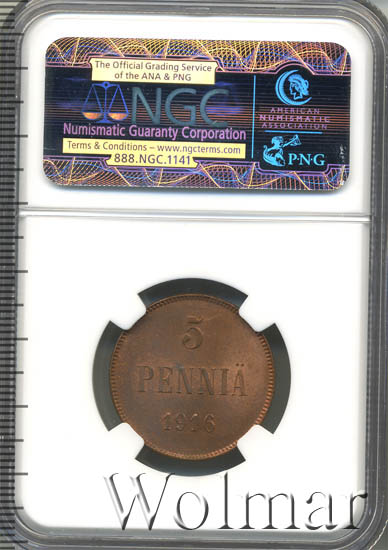 The Official Grading Service
of the ANA & PNG
NGC
Numismatic Guaranty Corporation
Terms & Conditions – www.ngcterms.com
888.NGC.1141
AMERICAN
NUMISMATIC
ASSOCIATION
P·N·G
5
PENNIÄ
1916
Wolmar